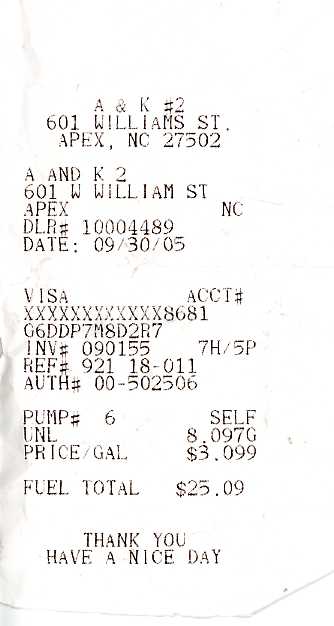 A & K #2
601 WILLIAMS ST.
APEX, NC 27502
A AND K 2
601 W WILLIAM ST
APEX NC
DLR# 10004489
DATE: 09/30/05
VISA ACCT#
XXXXXXXXXXXX8681
G6DDP7M8D2R7
INV# 090155 7H/5P
REF# 921 18-011
AUTH# 00-502506
PUMP# 6 SELF
UNL 8.097G
PRICE/GAL $3.099
FUEL TOTAL $25.09
THANK YOU
HAVE A NICE DAY